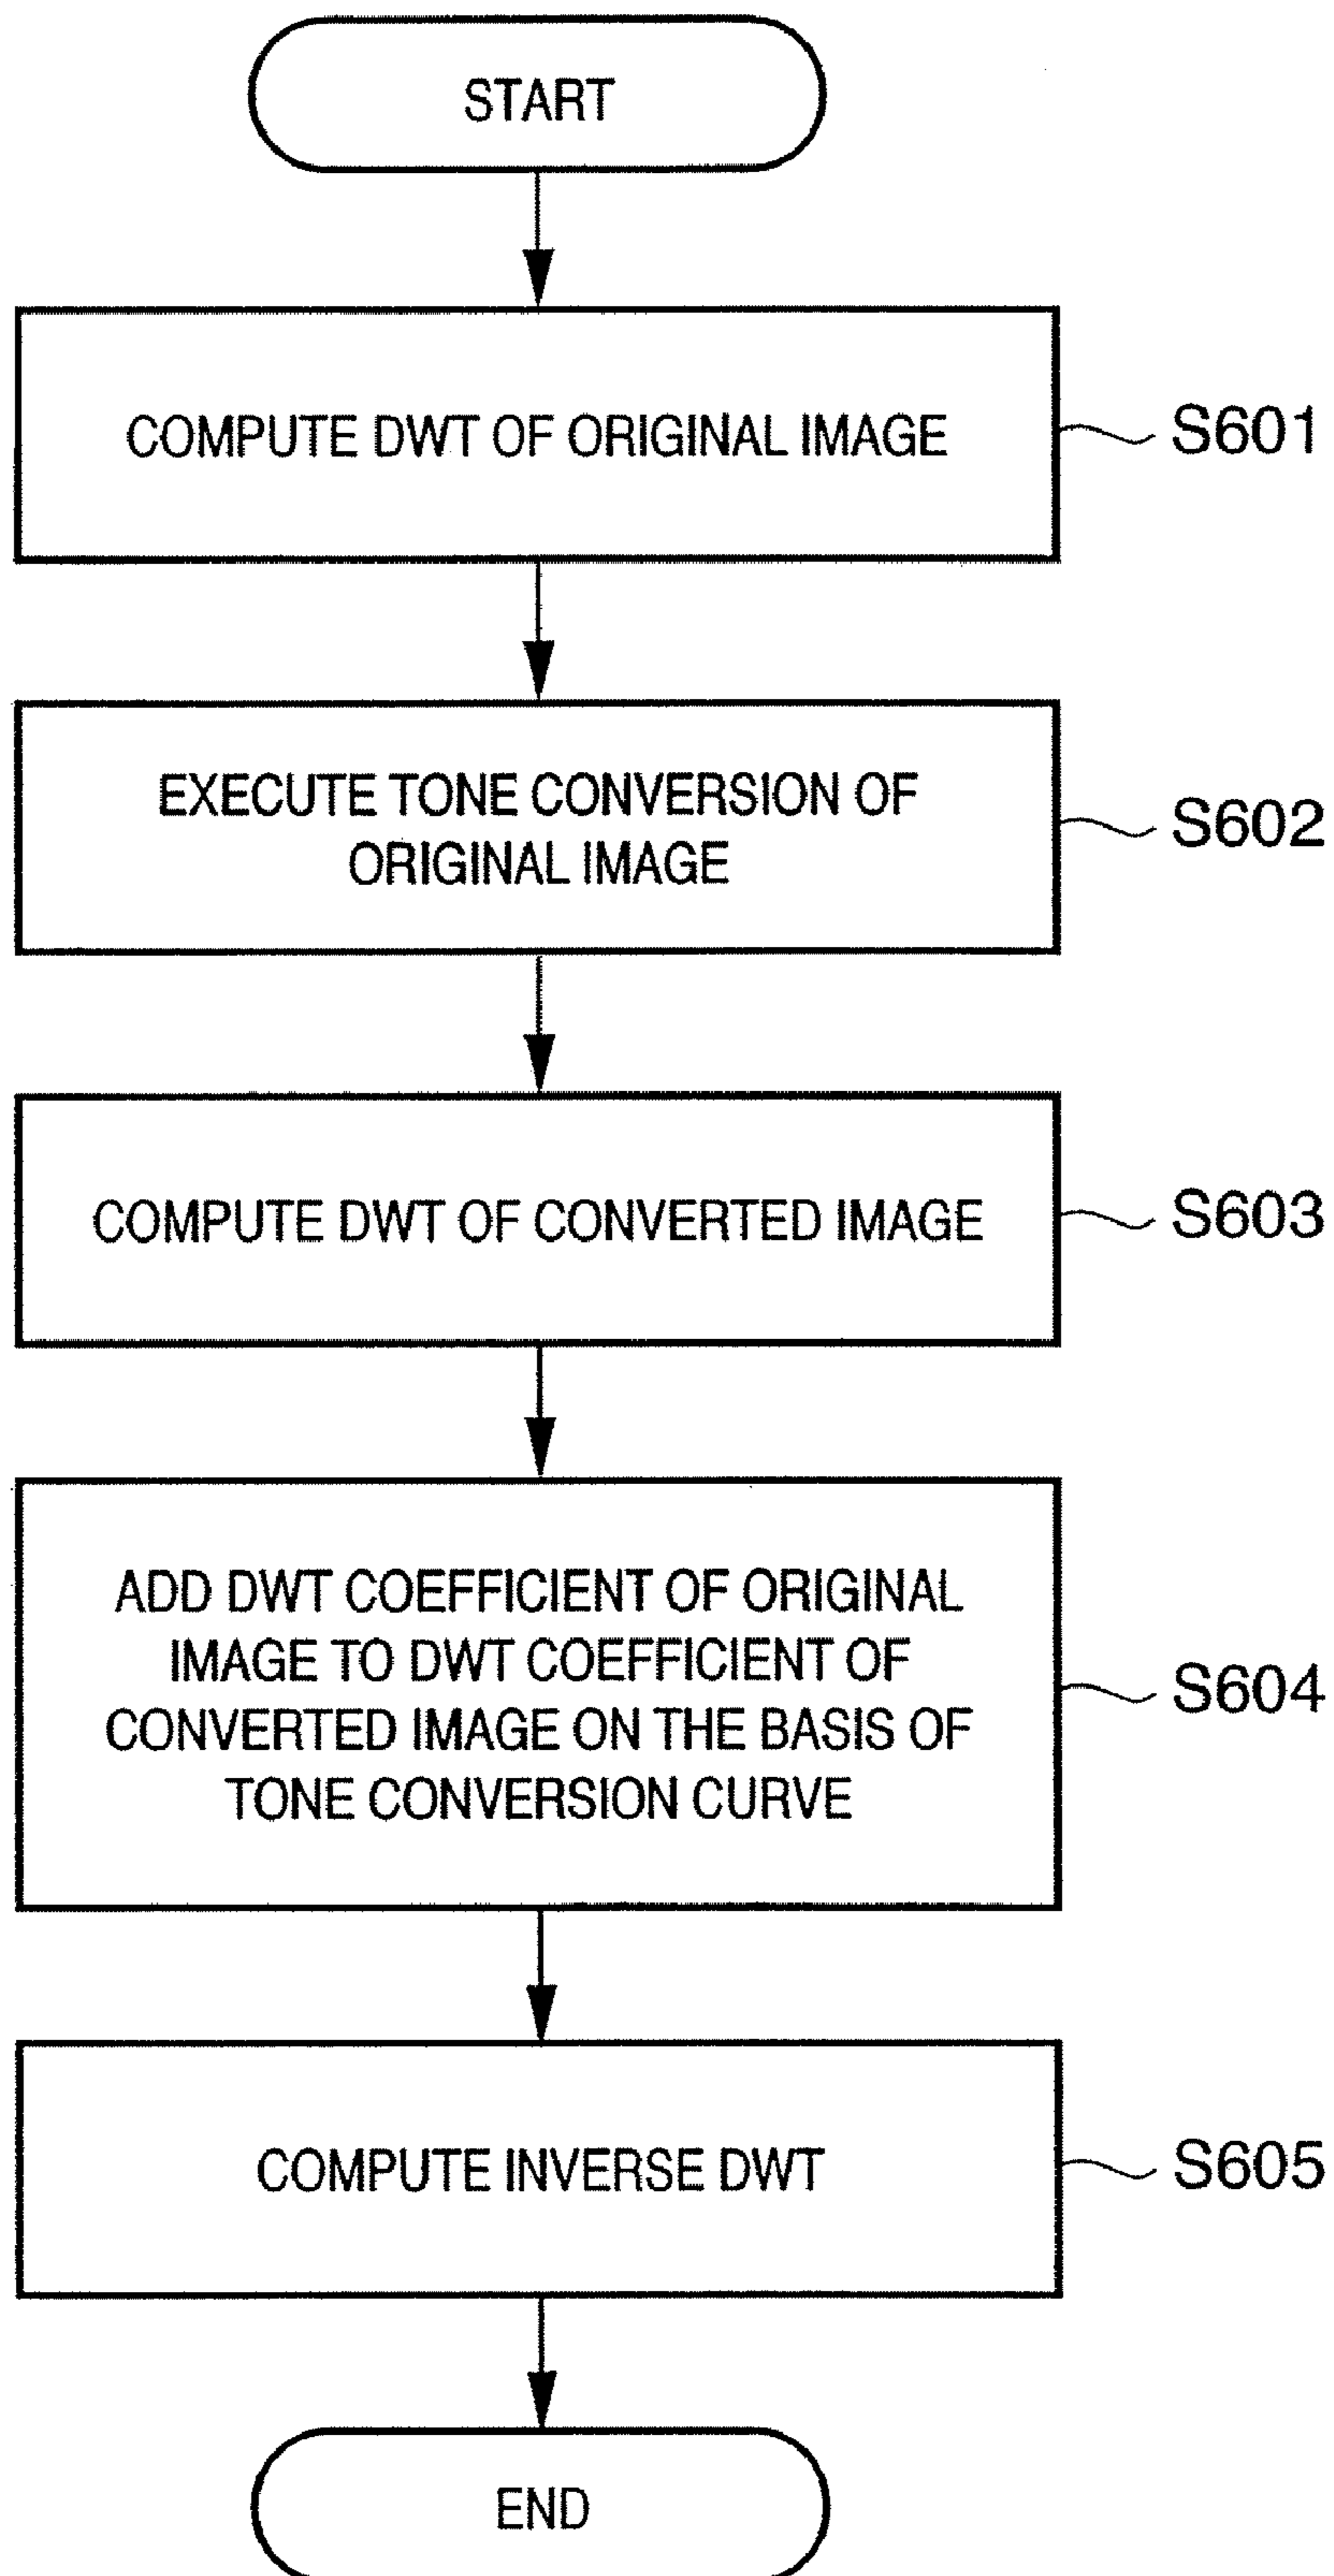 START
COMPUTE DWT OF ORIGINAL IMAGE
S601
EXECUTE TONE CONVERSION OF
ORIGINAL IMAGE
S602
COMPUTE DWT OF CONVERTED IMAGE
S603
ADD DWT COEFFICIENT OF ORIGINAL
IMAGE TO DWT COEFFICIENT OF
CONVERTED IMAGE ON THE BASIS OF
TONE CONVERSION CURVE
S604
COMPUTE INVERSE DWT
S605
END